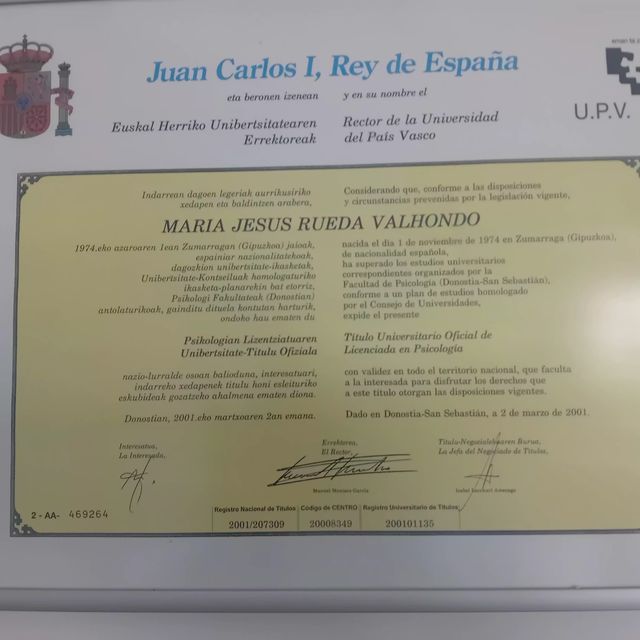 Juan Carlos I, Rey de España
eta beronen izenean
y en su nombre el
Euskal Herriko Unibertsitatearen
Errektoreak
Rector de la Universidad
del País Vasco
eman ta za
U.P.V.
Indarrean dagoen legeriak aurrikusiriko
xedapen eta baldintzen arabera,
Considerando que, conforme a las disposiciones
y circunstancias prevenidas por la legislación vigente,
MARIA JESUS RUEDA VALHONDO
1974.eko azaroaren 1ean Zumarragan (Gipuzkoa) jaioak,
espainiar nazionalitatekoak,
dagozkion unibertsitate-ikasketak,
Unibertsitate-Kontseiluak homologaturiko
ikasketa-planarekin bat etorriz,
Psikologi Fakultateak (Donostian)
antolaturikoak, gainditu dituela kontutan harturik,
ondoko hau ematen du
nacida el día 1 de noviembre de 1974 en Zumarraga (Gipuzkoa),
de nacionalidad española,
ha superado los estudios universitarios
correspondientes organizados por la
Facultad de Psicología (Donostia-San Sebastián),
conforme a un plan de estudios homologado
por el Consejo de Universidades,
expide el presente
Psikologian Lizentziatuaren
Unibertsitate-Titulu Ofiziala
Título Universitario Oficial de
Licenciada en Psicología
nazio-lurralde osoan balioduna, interesatuari,
indarreko xedapenek titulu honi esleituriko
eskubideak gozatzeko ahalmena ematen diona.
con validez en todo el territorio nacional, que faculta
a la interesada para disfrutar los derechos que
a este título otorgan las disposiciones vigentes.
Donostian, 2001.eko martxoaren 2an emana.
Dado en Donostia-San Sebastián, a 2 de marzo de 2001.
Interesatua,
La Interesada,
Errektorea,
El Rector,
Titulu-Negozialekuaren Burua,
La Jefa del Negociado de Títulos,
Manuel Montero García
2 - AA- 469264
Registro Nacional de Títulos
Código de CENTRO
Registro Universitario de Títulos
2001/207309
20008349
200101135